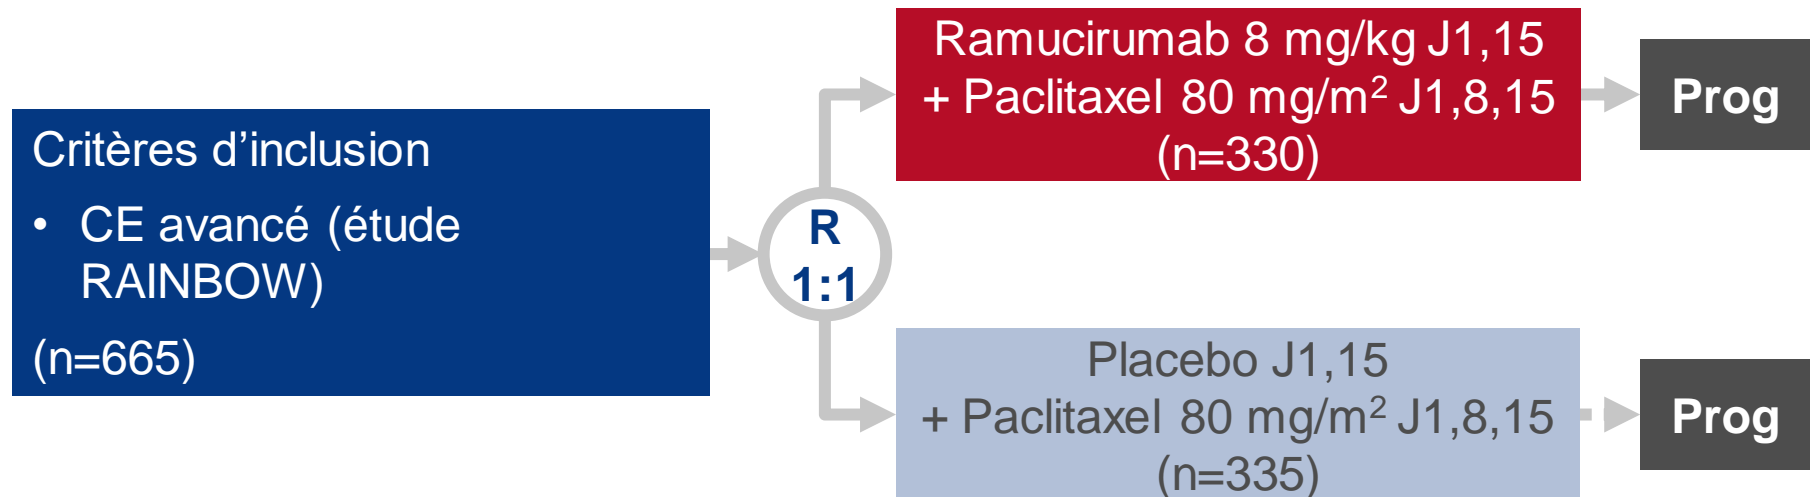 Critères d’inclusion
• CE avancé (étude
RAINBOW)
(n=665)
R
1:1
Ramucirumab 8 mg/kg J1,15
+ Paclitaxel 80 mg/m² J1,8,15
(n=330)
Prog
Placebo J1,15
+ Paclitaxel 80 mg/m² J1,8,15
(n=335)
Prog